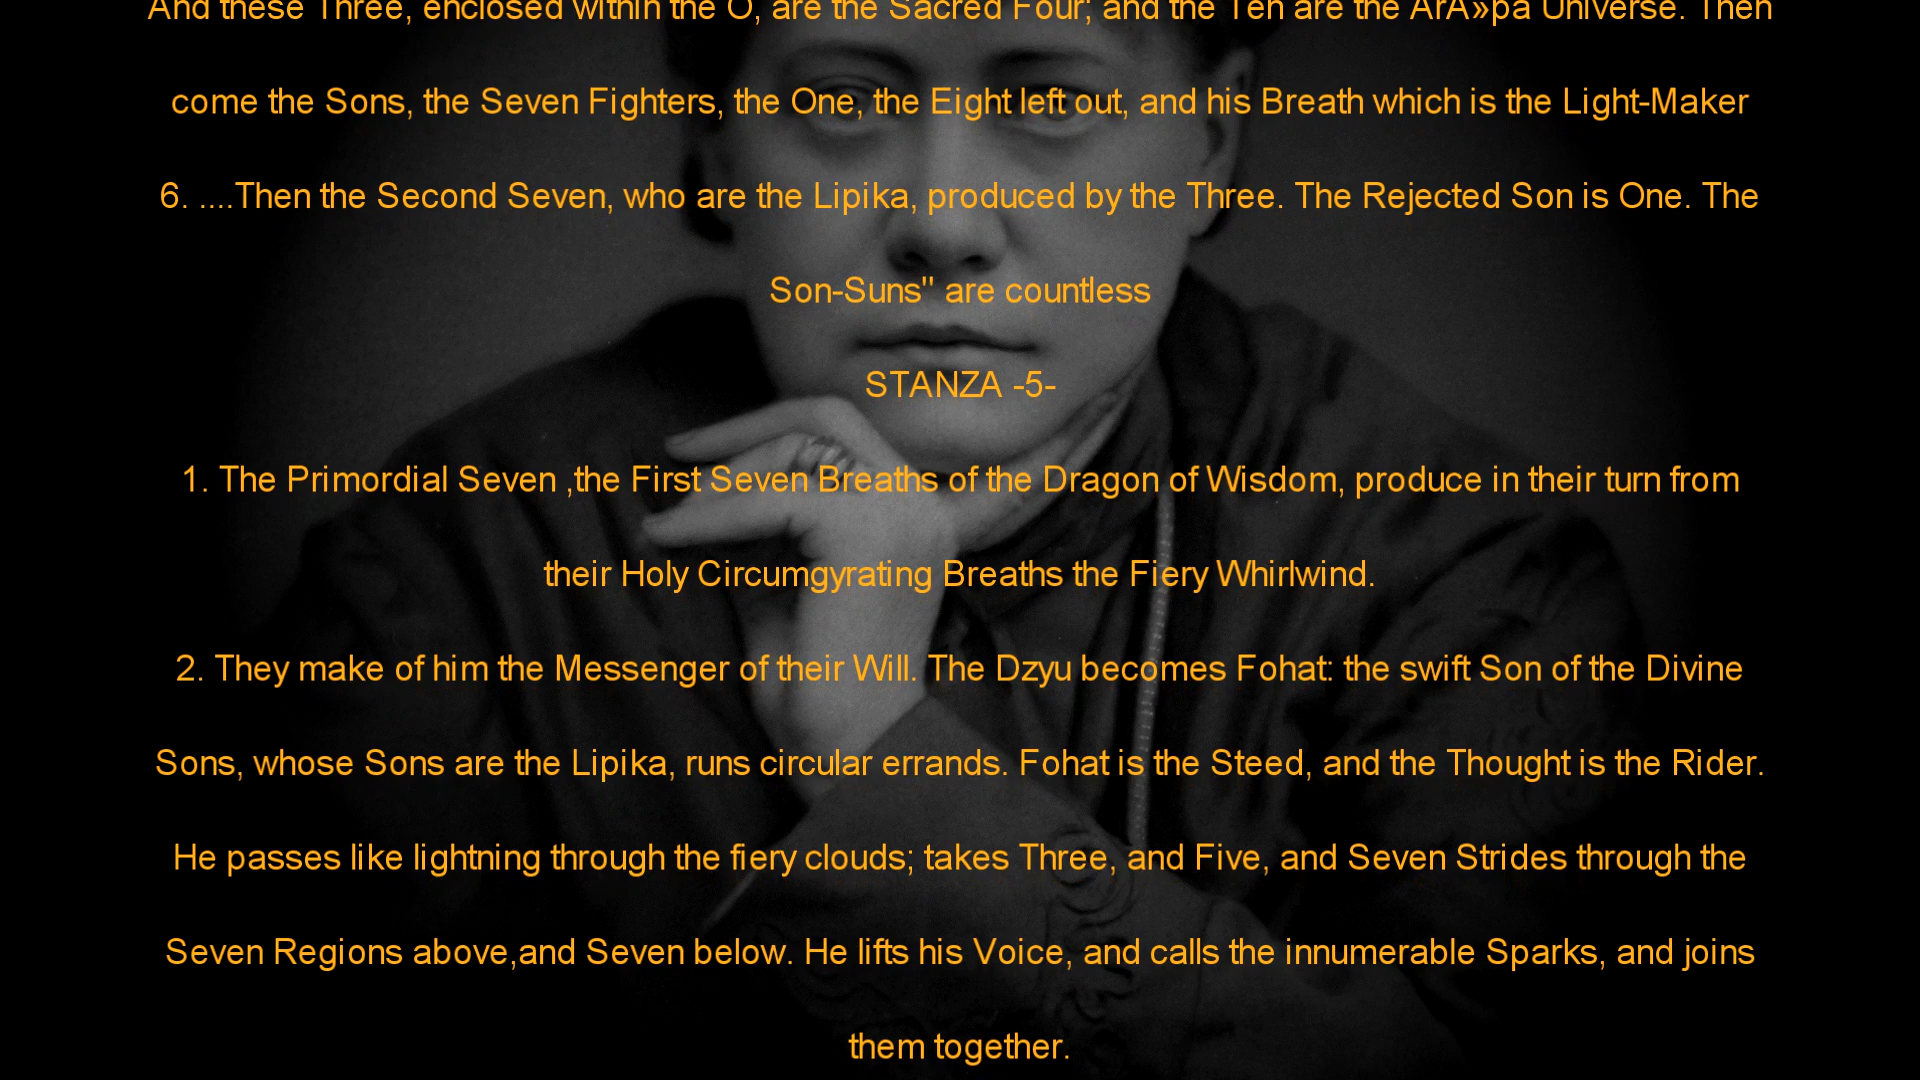 And these Three, enclosed within the O, are the Sacred Four; and the Ten are the ArÃ»pa Universe. Then
come the Sons, the Seven Fighters, the One, the Eight left out, and his Breath which is the Light-Maker
6. ....Then the Second Seven, who are the Lipika, produced by the Three. The Rejected Son is One. The
Son-Suns" are countless
STANZA -5-
1. The Primordial Seven ,the First Seven Breaths of the Dragon of Wisdom, produce in their turn from
their Holy Circumgyrating Breaths the Fiery Whirlwind.
2. They make of him the Messenger of their Will. The Dzyu becomes Fohat: the swift Son of the Divine
Sons, whose Sons are the Lipika, runs circular errands. Fohat is the Steed, and the Thought is the Rider.
He passes like lightning through the fiery clouds; takes Three, and Five, and Seven Strides through the
Seven Regions above,and Seven below. He lifts his Voice, and calls the innumerable Sparks, and joins
them together.